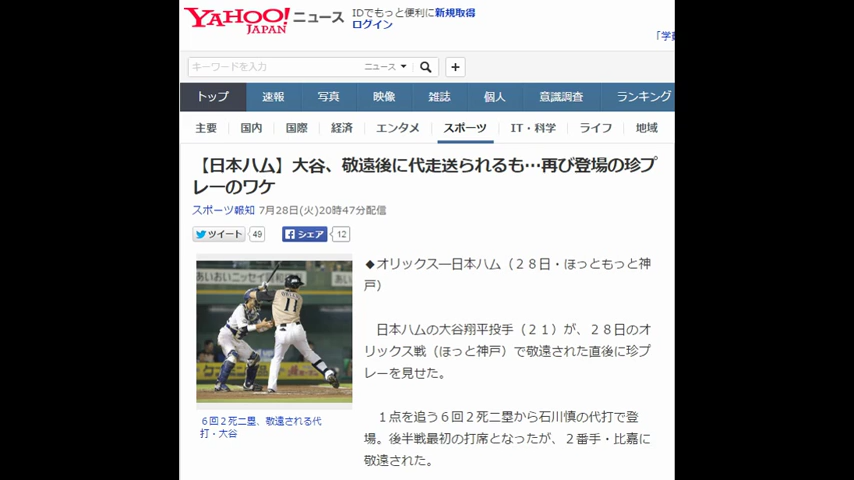 YAHOO! JAPAN ニュース
IDでもっと便利に新規取得
ログイン
キーワードを入力
ニュース
トップ 速報 写真 映像 雑誌 個人 意識調査 ランキング
主要 国内 国際 経済 エンタメ スポーツ IT・科学 ライフ 地域
【日本ハム】大谷、敬遠後に代走送られるも…再び登場の珍プ
レーのワケ
スポーツ報知 7月28日(火)20時47分配信
ツイート 49 シェア 12
あいおいニッセイ同和
11
６回２死二塁、敬遠される代
打・大谷
◆オリックス―日本ハム（２８日・ほっともっと神
戸）
日本ハムの大谷翔平投手（２１）が、２８日のオ
リックス戦（ほっと神戸）で敬遠された直後に珍プ
レーを見せた。
１点を追う６回２死二塁から石川慎の代打で登
場。後半戦最初の打席となったが、２番手・比嘉に
敬遠された。